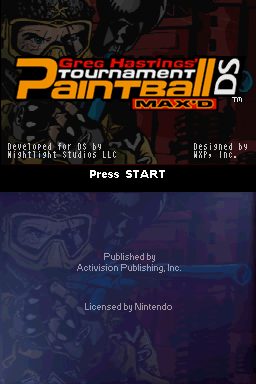 Greg Hastings'
Tournament
Paintball DS
MAX'D
TM
Developed for DS by
Nightlight Studios LLC
Designed by
WXP, Inc.
Press START
Published by
Activision Publishing, Inc.
Licensed by Nintendo